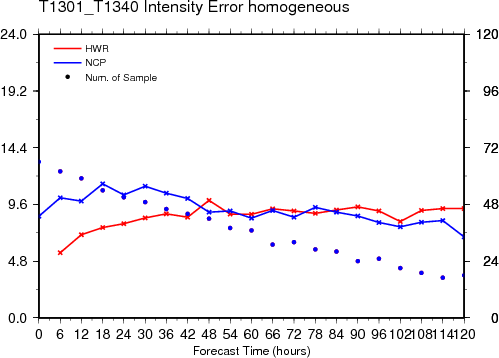 T1301_T1340 Intensity Error homogeneous
24.0 120
HWR
NCP
Num. of Sample
19.2 96
14.4 72
9.6 48
4.8 24
0.0 0
0 6 12 18 24 30 36 42 48 54 60 66 72 78 84 90 96 102 108 114 120
Forecast Time (hours)